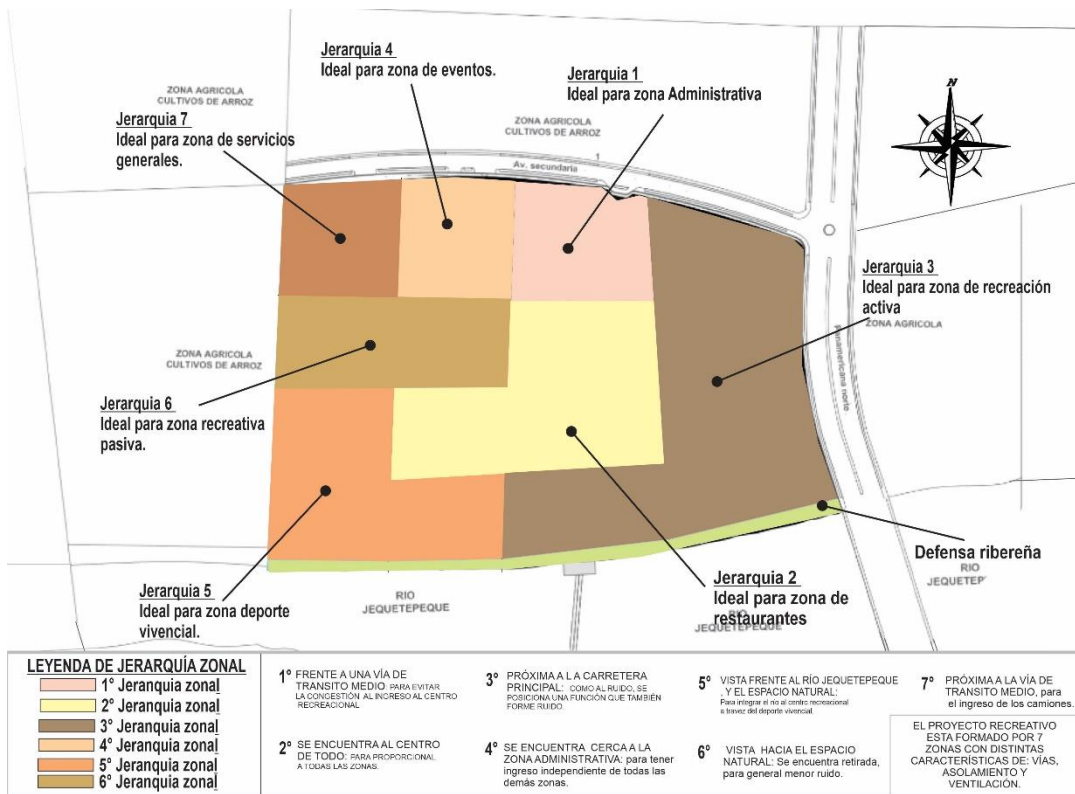 Jerarquia 4
Ideal para zona de eventos.
Jerarquia 1
Ideal para zona Administrativa
N
ZONA AGRICOLA
CULTIVOS DE ARROZ
Jerarquia 7
Ideal para zona de servicios
generales.
ZONA AGRICOLA
CULTIVOS DE ARROZ
1
Av. secundaria
Jerarquia 3
Ideal para zona de recreación
activa
ZONA AGRICOLA
Panamericana norte
ZONA AGRICOLA
CULTIVOS DE ARROZ
Jerarquia 6
Ideal para zona recreativa
pasiva.
Defensa ribereña
RIO
JEQUETEPEQUE
Jerarquia 5
Ideal para zona deporte
vivencial.
RIO
JEQUETEPEQUE
Jerarquia 2
Ideal para zona de
restaurantes
RIO
JEQUETEPEQUE
LEYENDA DE JERARQUÍA ZONAL
1° Jeranquia zonal
2° Jeranquia zonal
3° Jeranquia zonal
4° Jeranquia zonal
5° Jeranquia zonal
6° Jeranquia zonal
1° FRENTE A UNA VÍA DE
TRANSITO MEDIO: PARA EVITAR
LA CONGESTIÓN AL INGRESO AL CENTRO
RECREACIONAL
2° SE ENCUENTRA AL CENTRO
DE TODO: PARA PROPORCIONAL
A TODAS LAS ZONAS.
3° PRÓXIMA A LA CARRETERA
PRINCIPAL: COMO AL RUIDO, SE
POSICIONA UNA FUNCIÓN QUE TAMBIÉN
FORME RUIDO.
4° SE ENCUENTRA CERCA A LA
ZONA ADMINISTRATIVA: para tener
ingreso independiente de todas las
demás zonas.
5° VISTA FRENTE AL RÍO JEQUETEPEQUE
, Y EL ESPACIO NATURAL:
Para integrar el río al centro recreacional
a travez del deporte vivencial.
6° VISTA HACIA EL ESPACIO
NATURAL: Se encuentra retirada,
para general menor ruido.
7° PRÓXIMA A LA VÍA DE
TRANSITO MEDIO, para
el ingreso de los camiones.
EL PROYECTO RECREATIVO
ESTA FORMADO POR 7
ZONAS CON DISTINTAS
CARACTERÍSTICAS DE: VÍAS,
ASOLAMIENTO Y
VENTILACIÓN.